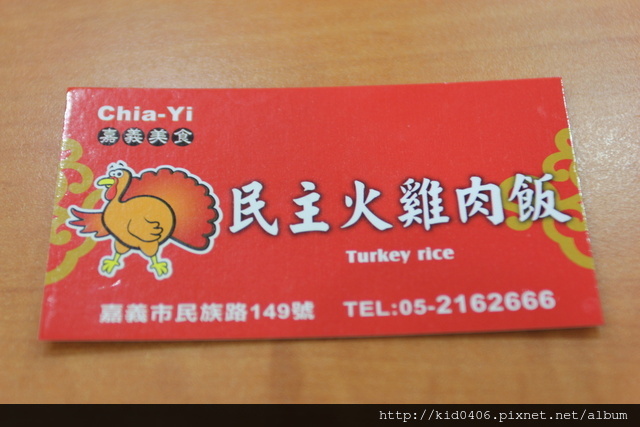 Chia-Yi
嘉義美食
民主火雞肉飯
Turkey rice
嘉義市民族路149號 TEL:05-2162666
http://kid0406.pixnet.net/album